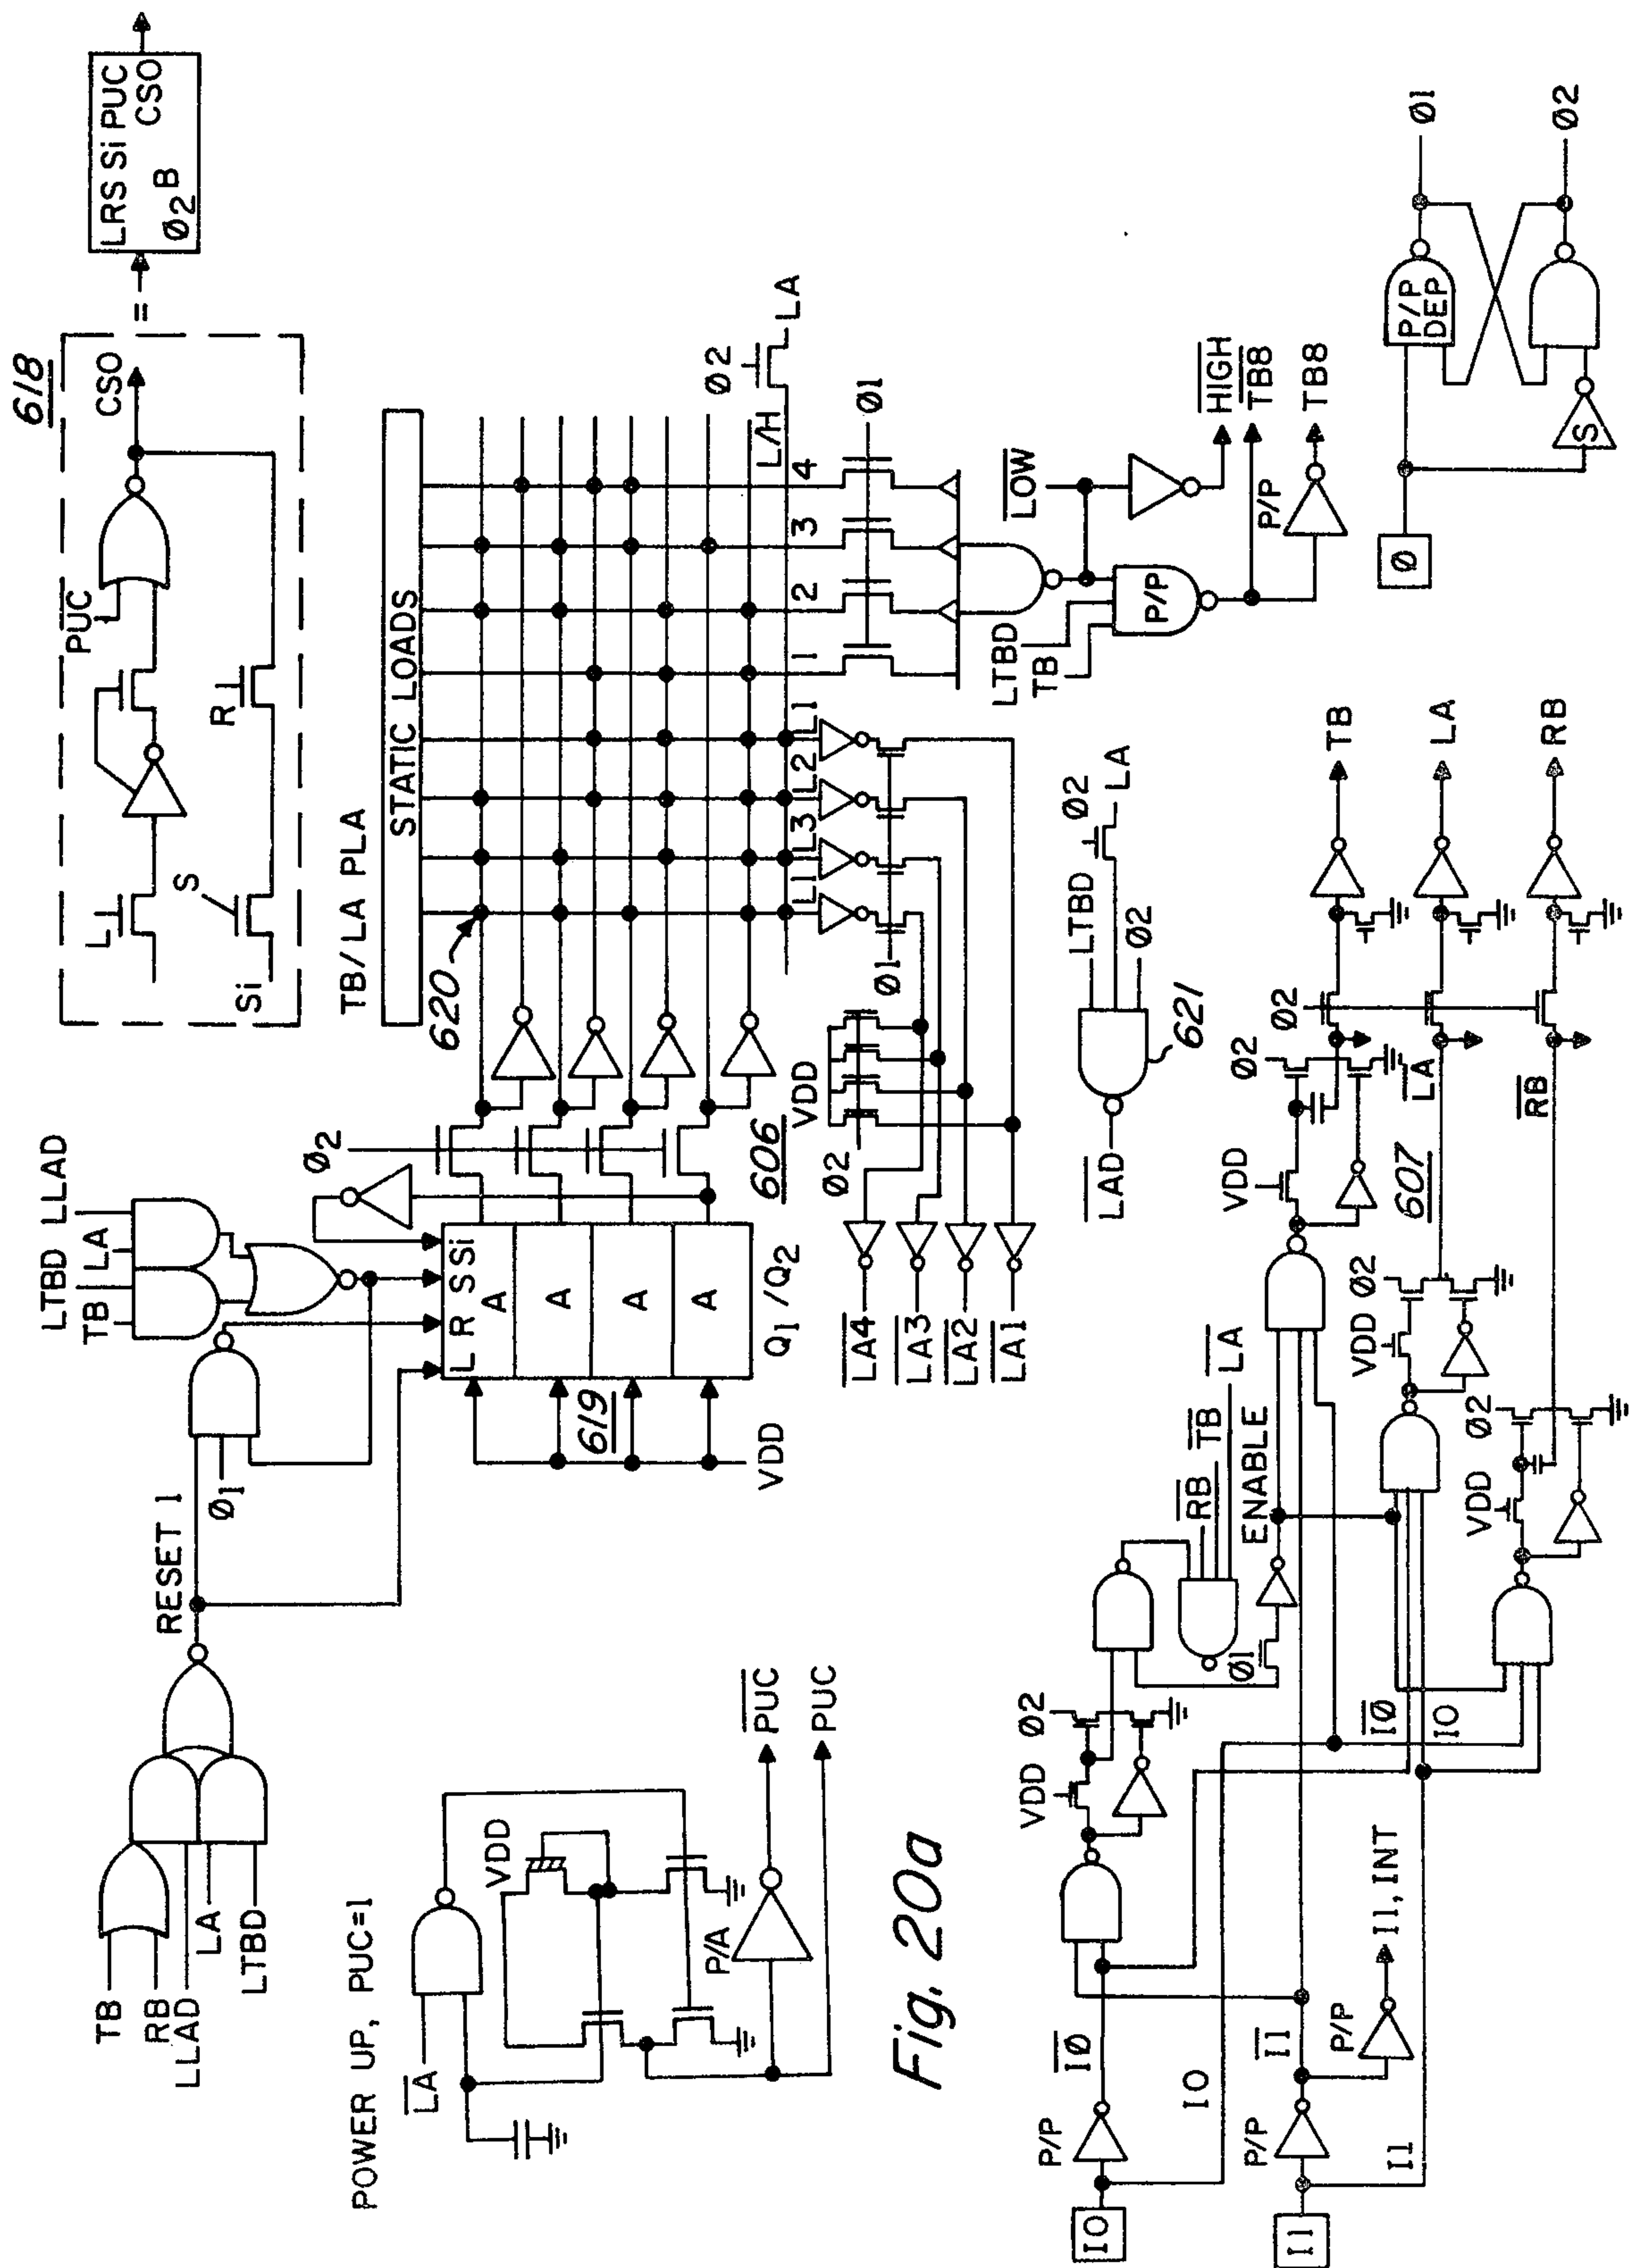 618
PUC
CSO
L
S
R
Si
=
LRS Si PUC
Ø2B CSO
TB
RB
LLAD
LA
LTBD
RESET 1
Ø1
TB
LTBD
LA
LLAD
L R S Si
A
A
A
A
619
VDD
Q1/Q2
Ø2
606
TB/LA PLA
STATIC LOADS
620
L1
L3
L2
L1
1
2
3
4
L/H
Ø2
LA
Ø1
Ø1
VDD
Ø2
LA4
LA3
LA2
LA1
LTBD
TB
LOW
P/P
P/P
HIGH
TB8
TB8
POWER UP, PUC=1
LA
VDD
P/A
PUC
PUC
Fig. 20a
LAD
LTBD
Ø2
LA
Ø2
621
Ø
S
P/P
DEP
Ø1
Ø2
IO
P/P
IØ
IO
I1
P/P
I1
I1
P/P
I1, INT
VDD
Ø2
Ø1
RB
TB
LA
ENABLE
IØ
IO
VDD
Ø2
Ø2
TB
VDD
Ø2
607
LA
LA
VDD
Ø2
RB
RB